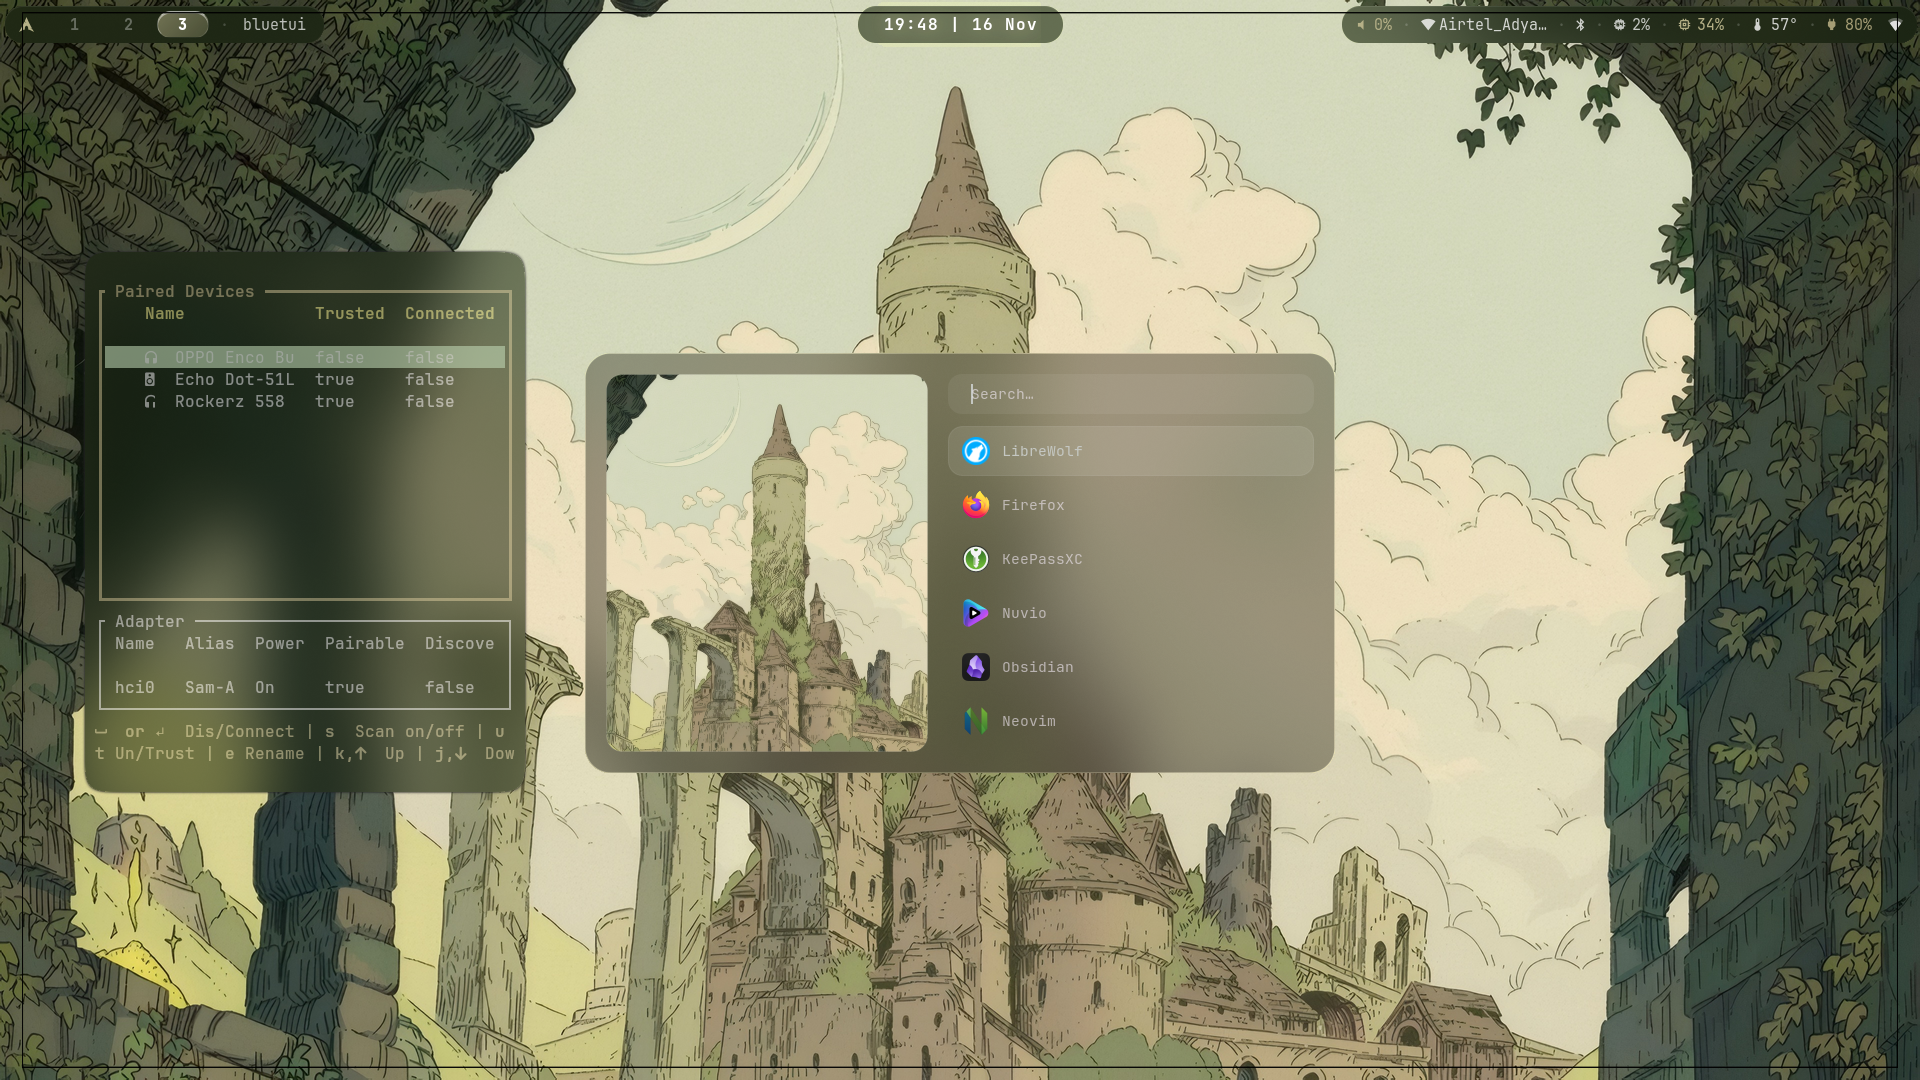 1 2 3 · bluetui
19:48 | 16 Nov
0% · Airtel_Adya… · · 2% · 34% · 57° · 80%
Paired Devices
Name Trusted Connected
OPPO Enco Bu false false
Echo Dot-51L true false
Rockerz 558 true false
Adapter
Name Alias Power Pairable Discove
hci0 Sam-A On true false
⌴ or ↲ Dis/Connect | s Scan on/off | u
t Un/Trust | e Rename | k,↑ Up | j,↓ Dow
Search…
LibreWolf
Firefox
KeePassXC
Nuvio
Obsidian
Neovim